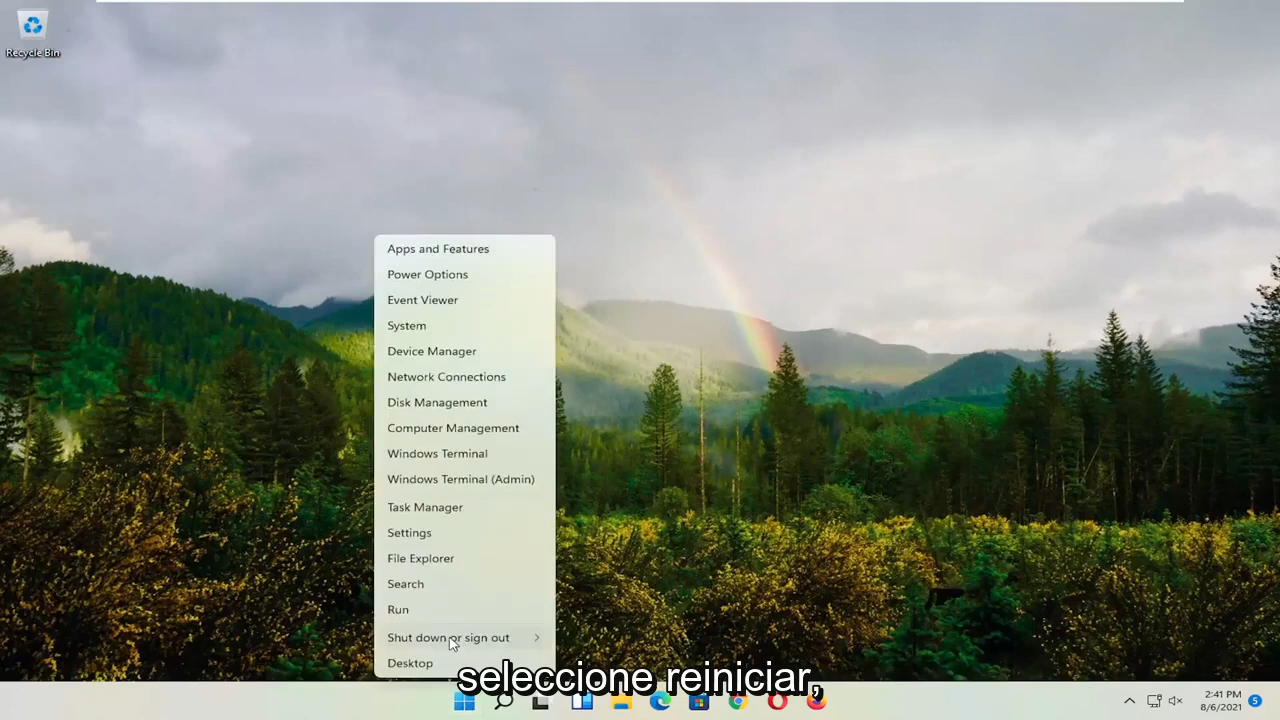 Recycle Bin
Apps and Features
Power Options
Event Viewer
System
Device Manager
Network Connections
Disk Management
Computer Management
Windows Terminal
Windows Terminal (Admin)
Task Manager
Settings
File Explorer
Search
Run
Shut down or sign out
Desktop
seleccione reiniciar,
2:41 PM
8/6/2021
5